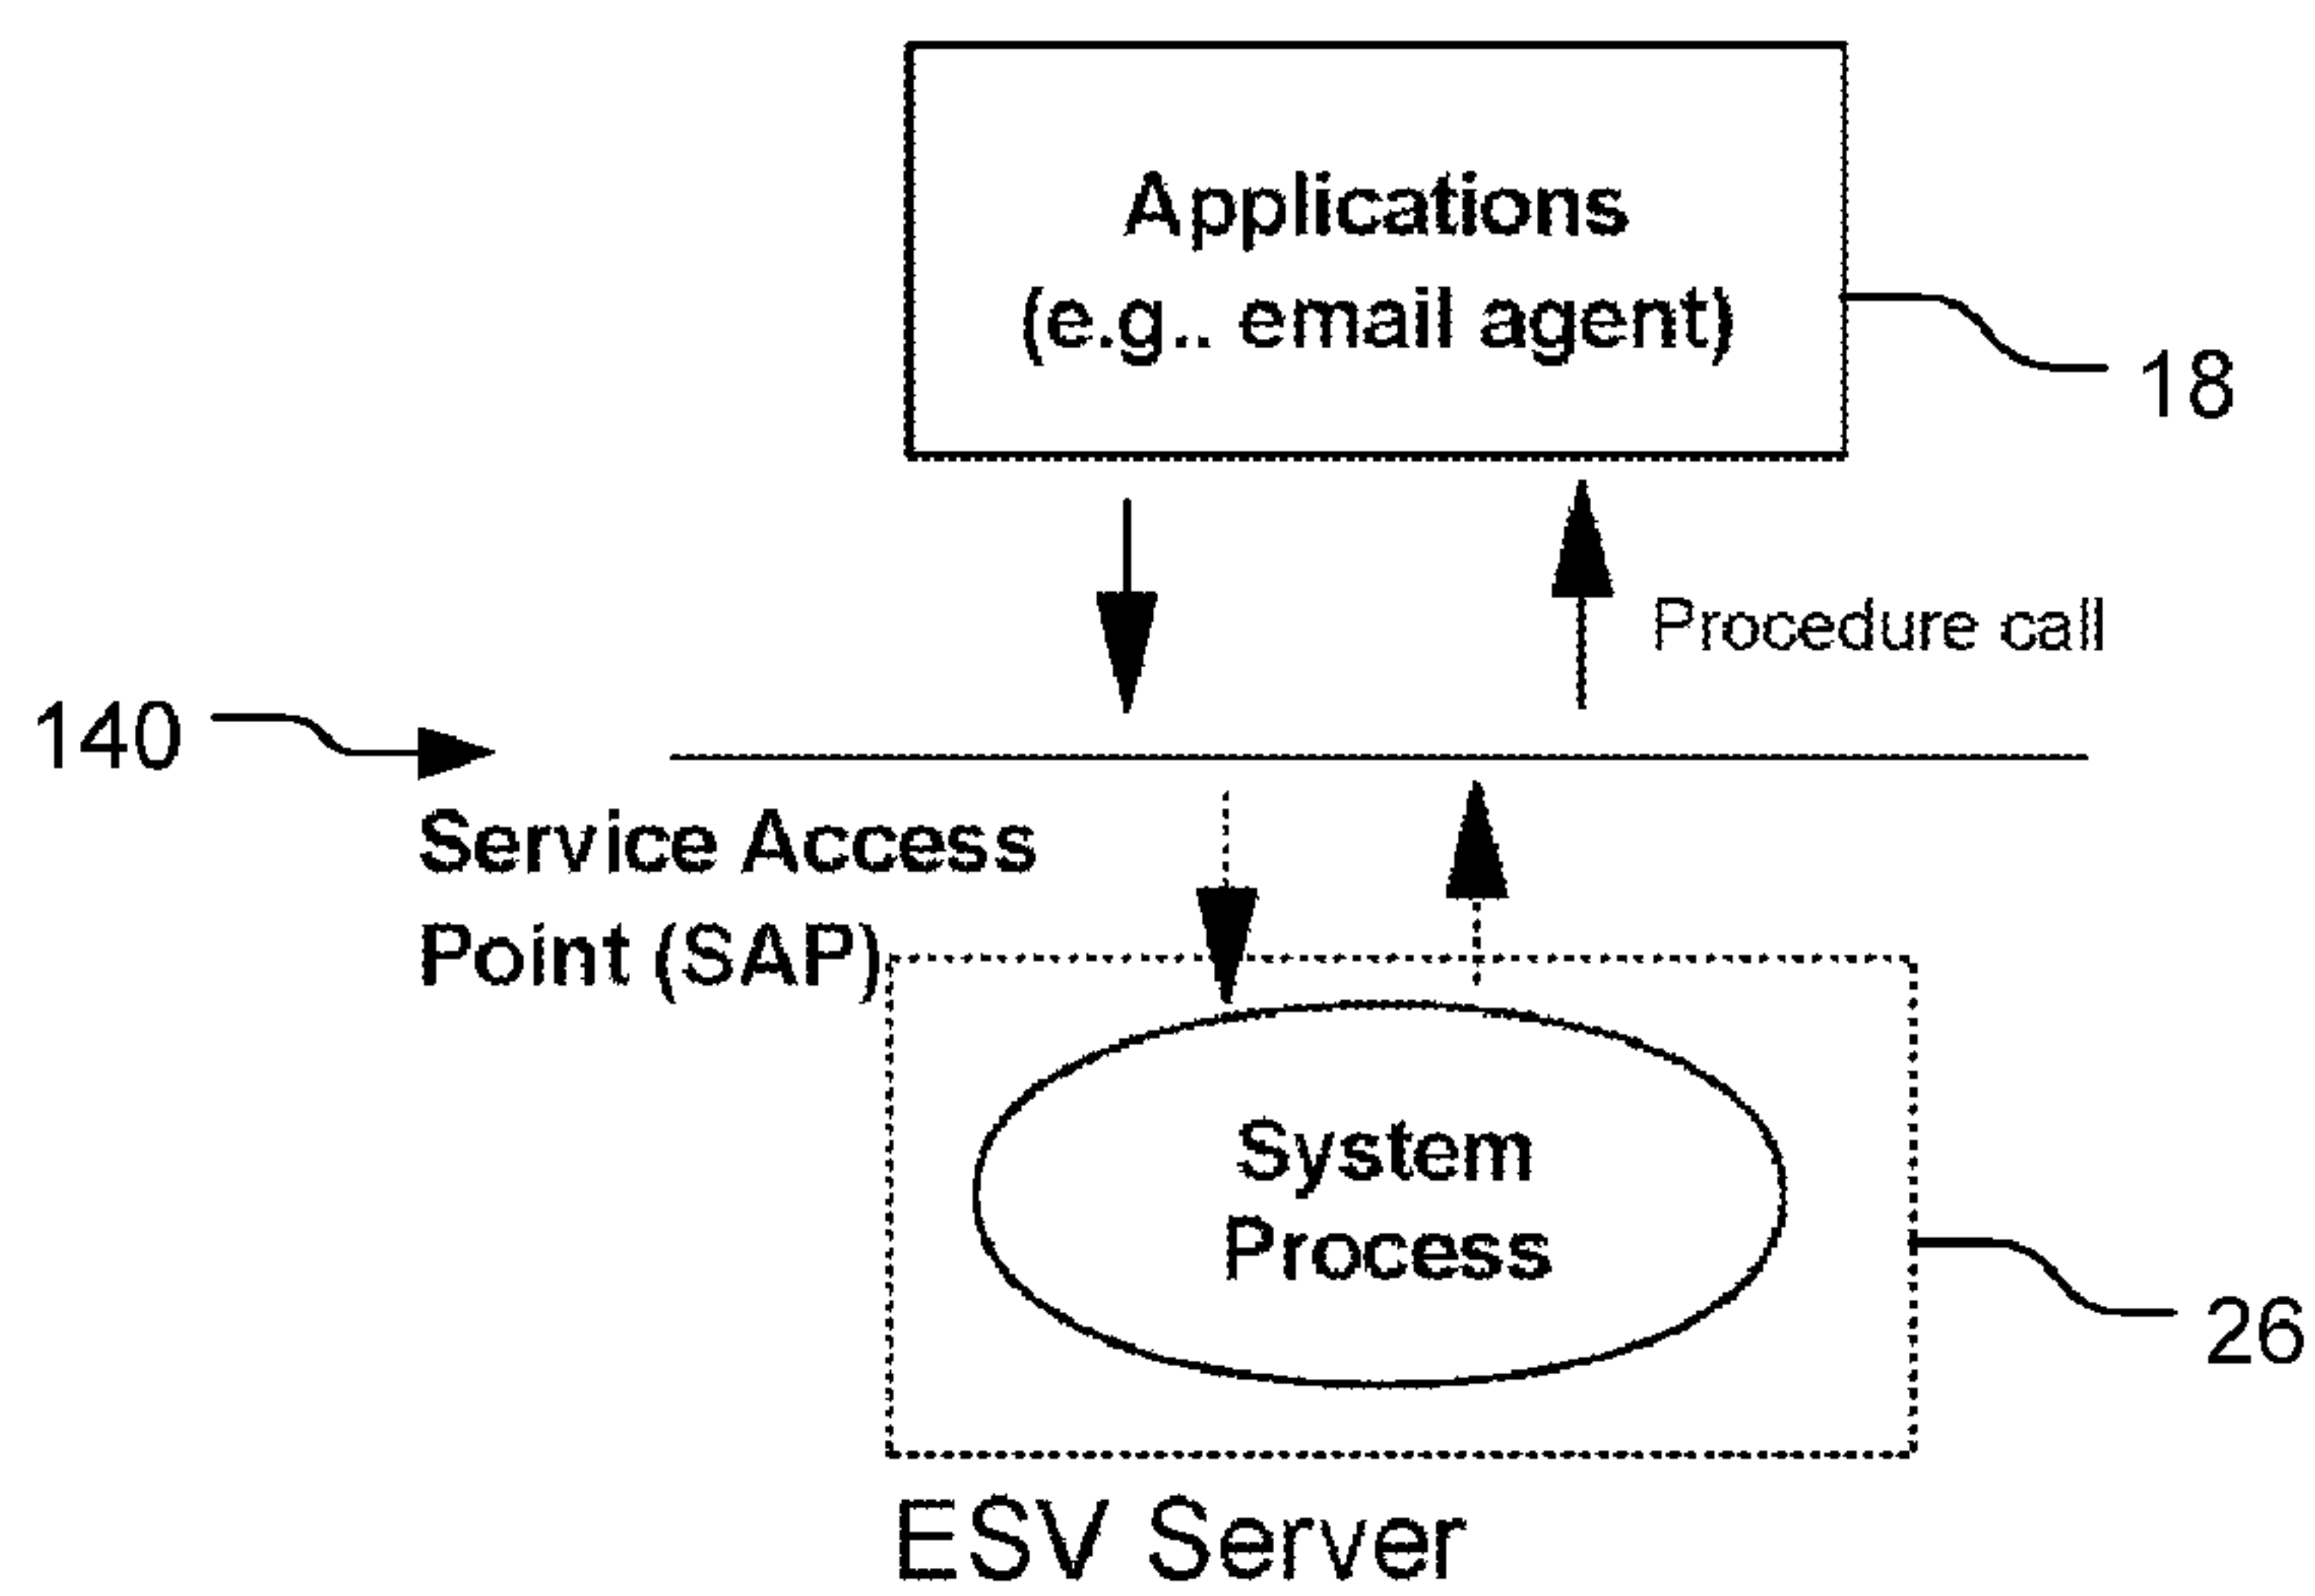 Applications
(e.g.. email agent)
18
Procedure call
140
Service Access
Point (SAP)
System
Process
26
ESV Server